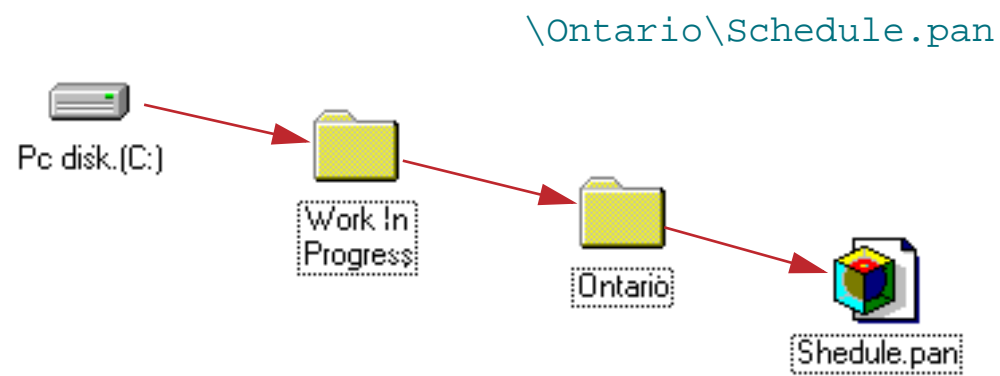 \Ontario\Schedule.pan
Pc disk.(C:)
Work In
Progress
Ontario
Shedule.pan